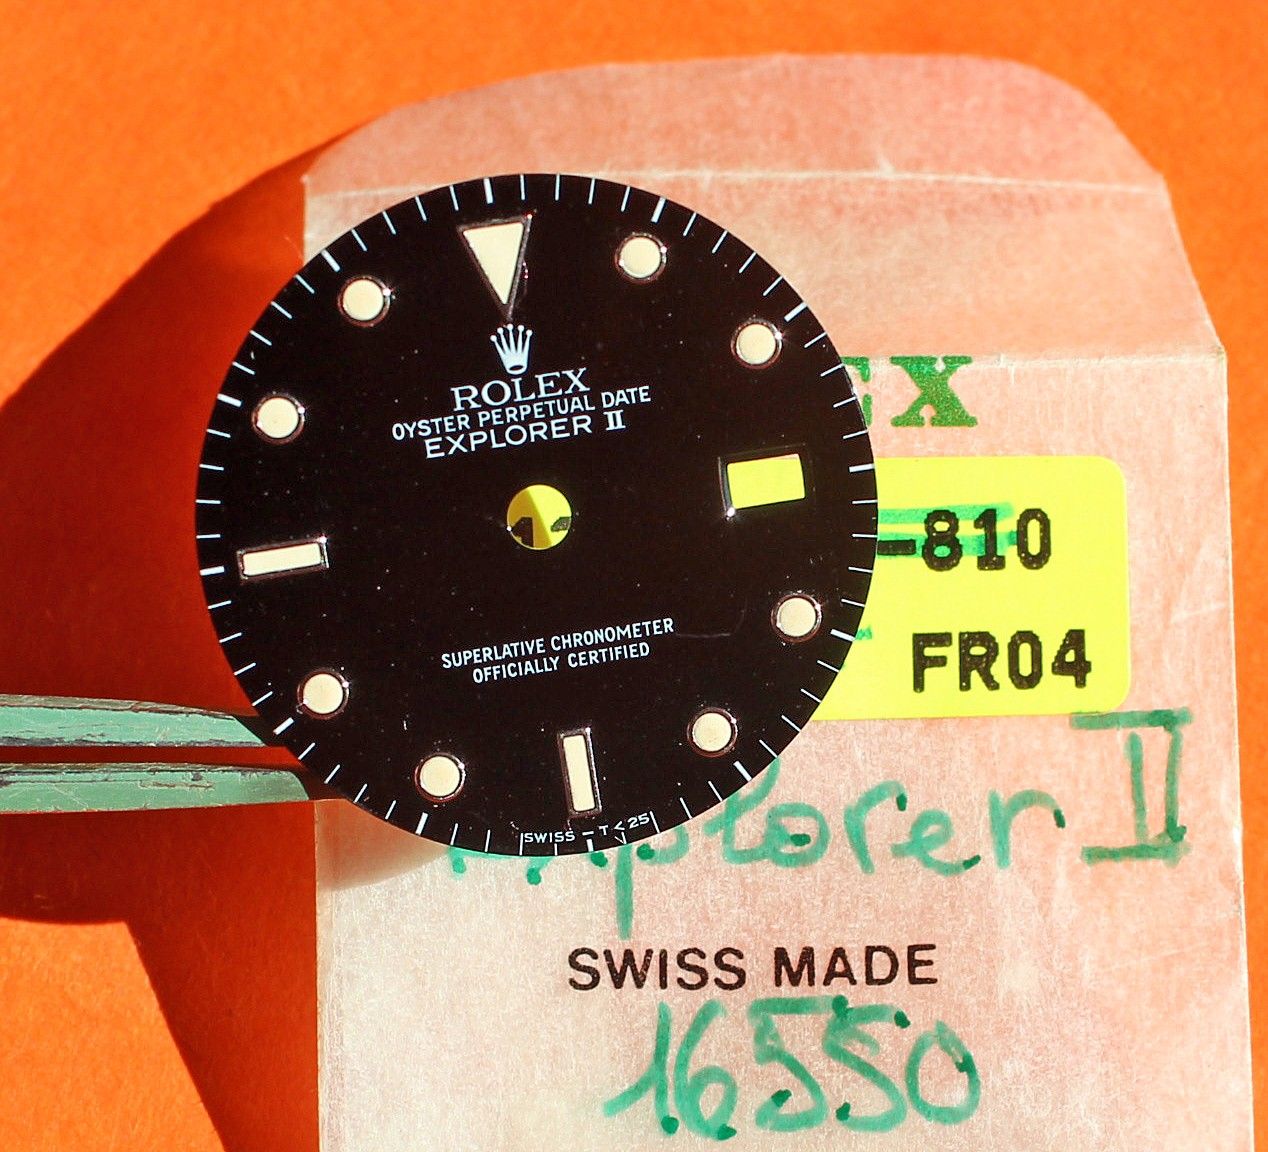 ROLEX
OYSTER PERPETUAL DATE
EXPLORER II
SUPERLATIVE CHRONOMETER
OFFICIALLY CERTIFIED
SWISS – T<25
EX
-810
FR04
Explorer II
SWISS MADE
16550